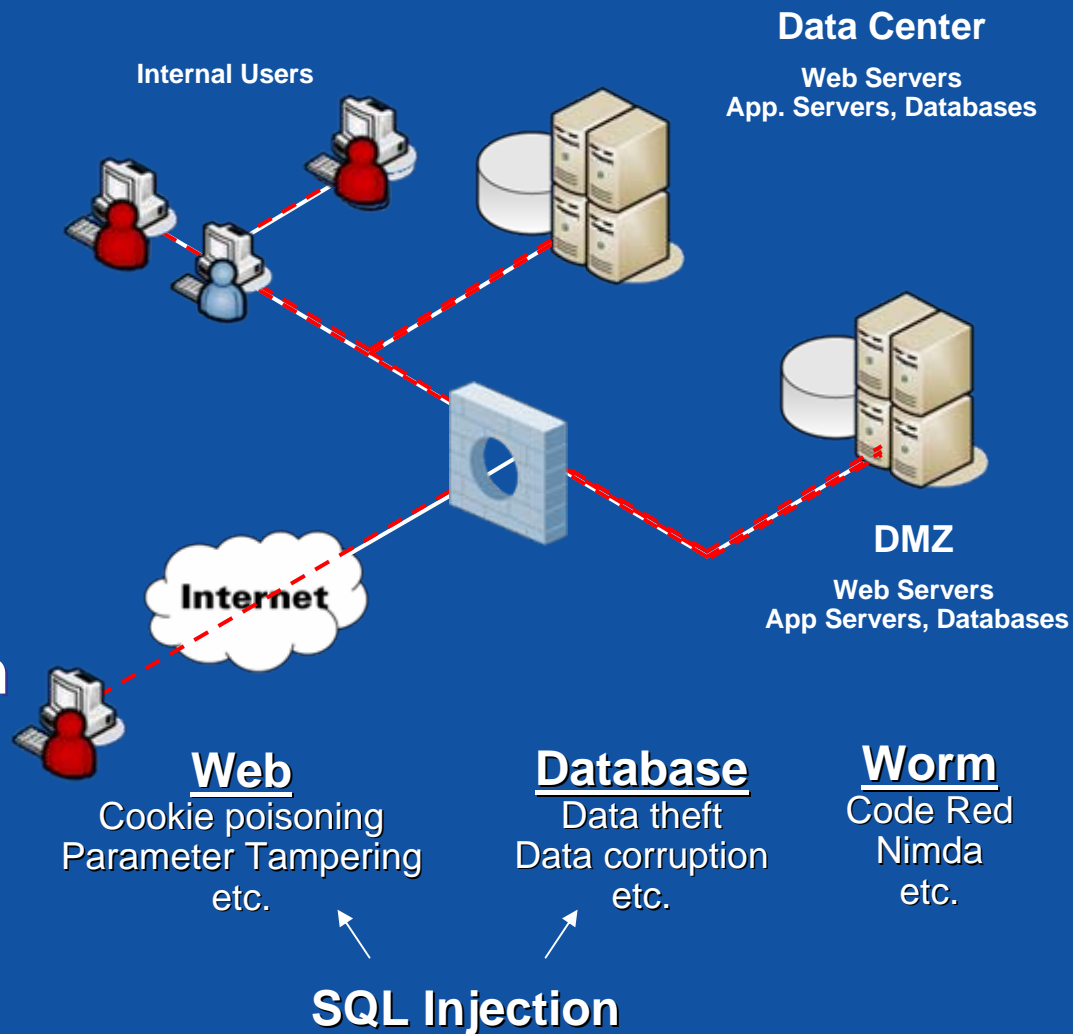 Data Center
Internal Users
Web Servers
App. Servers, Databases
DMZ
Web Servers
App Servers, Databases
Internet
Web
Cookie poisoning
Parameter Tampering
etc.
Database
Data theft
Data corruption
etc.
Worm
Code Red
Nimda
etc.
SQL Injection